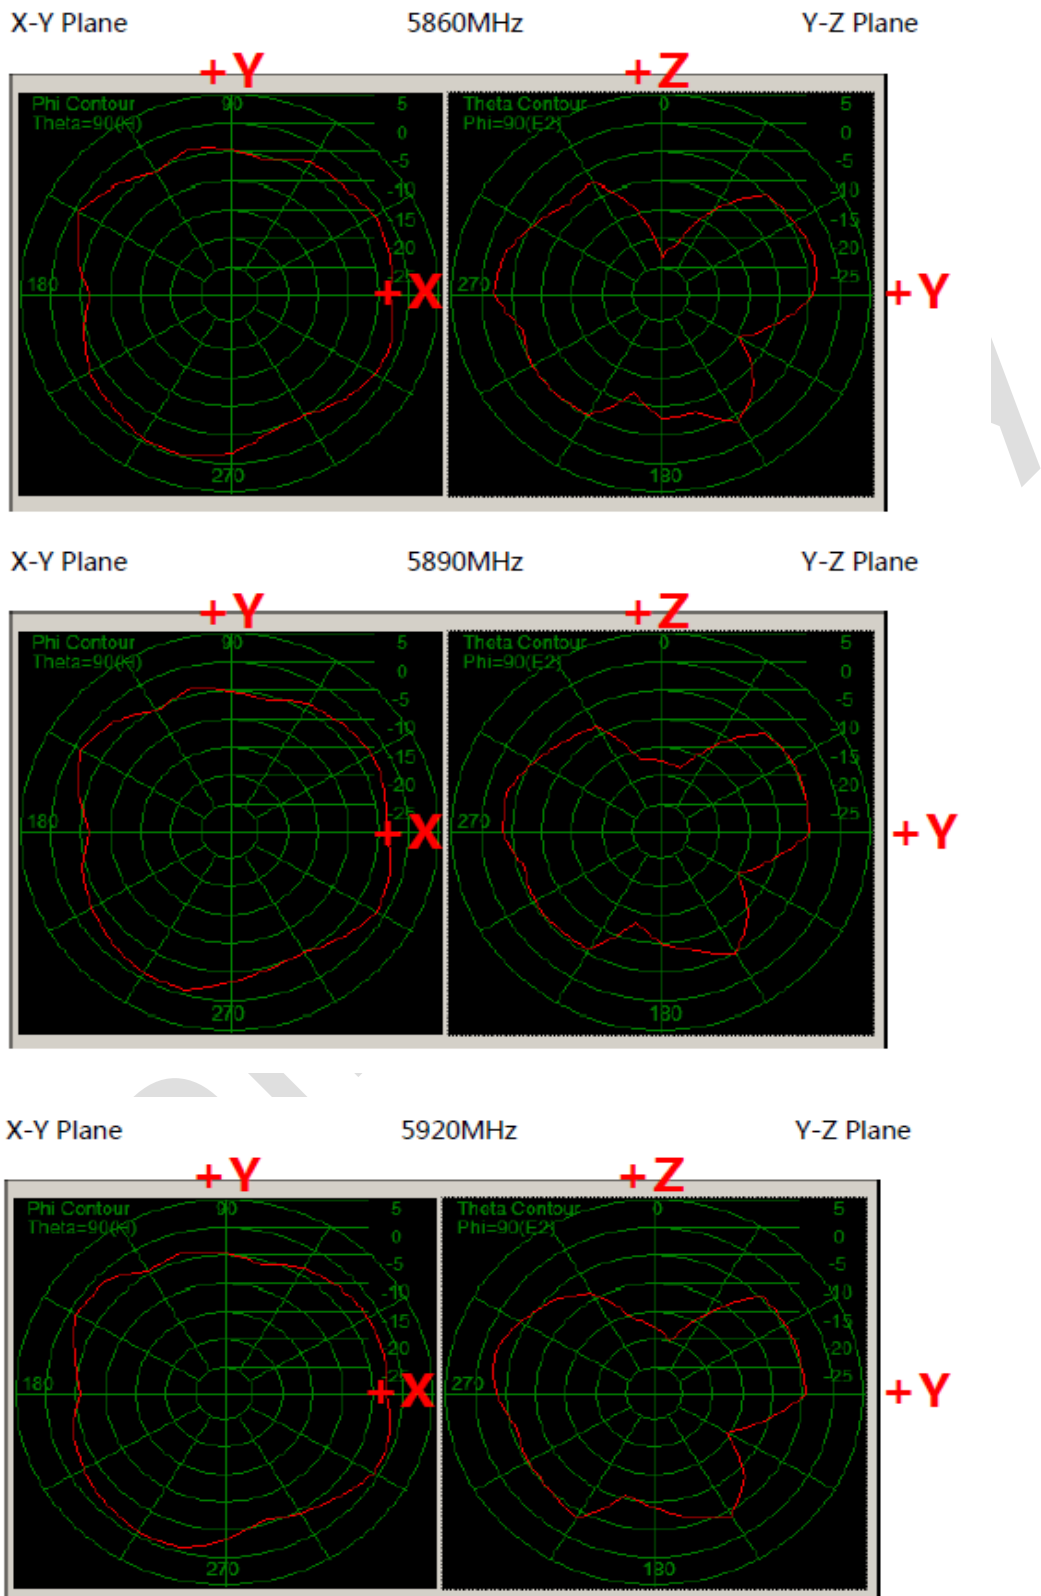 X-Y Plane 5860MHz Y-Z Plane
+Y +Z
Phi Contour 90 5 Theta Contour 0 5
Theta=90(H) 0 Phi=90(E2) 0
-5 -5
-10 -10
-15 -15
-20 -20
-25 -25
180 +X 270 +Y
270 180
X-Y Plane 5890MHz Y-Z Plane
+Y +Z
Phi Contour 90 5 Theta Contour 0 5
Theta=90(H) 0 Phi=90(E2) 0
-5 -5
-10 -10
-15 -15
-20 -20
-25 -25
180 +X 270 +Y
270 180
X-Y Plane 5920MHz Y-Z Plane
+Y +Z
Phi Contour 90 5 Theta Contour 0 5
Theta=90(H) 0 Phi=90(E2) 0
-5 -5
-10 -10
-15 -15
-20 -20
-25 -25
180 +X 270 +Y
270 180